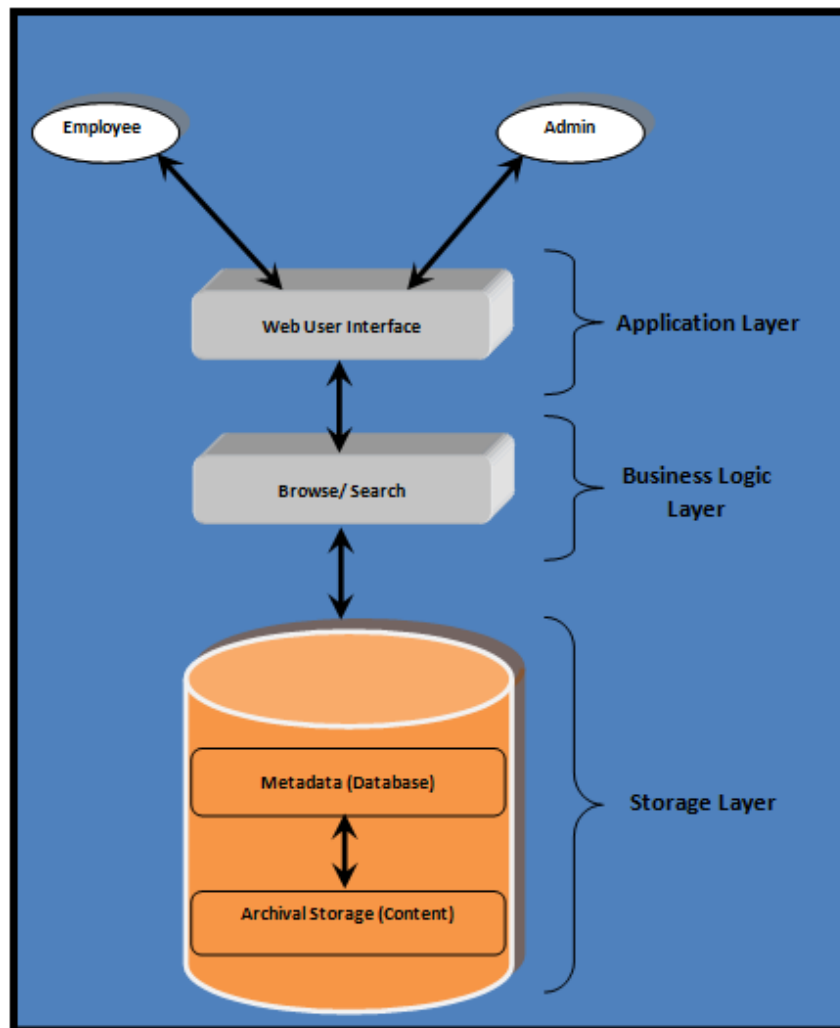 Employee
Admin
Web User Interface
Application Layer
Browse/ Search
Business Logic
Layer
Metadata (Database)
Storage Layer
Archival Storage (Content)